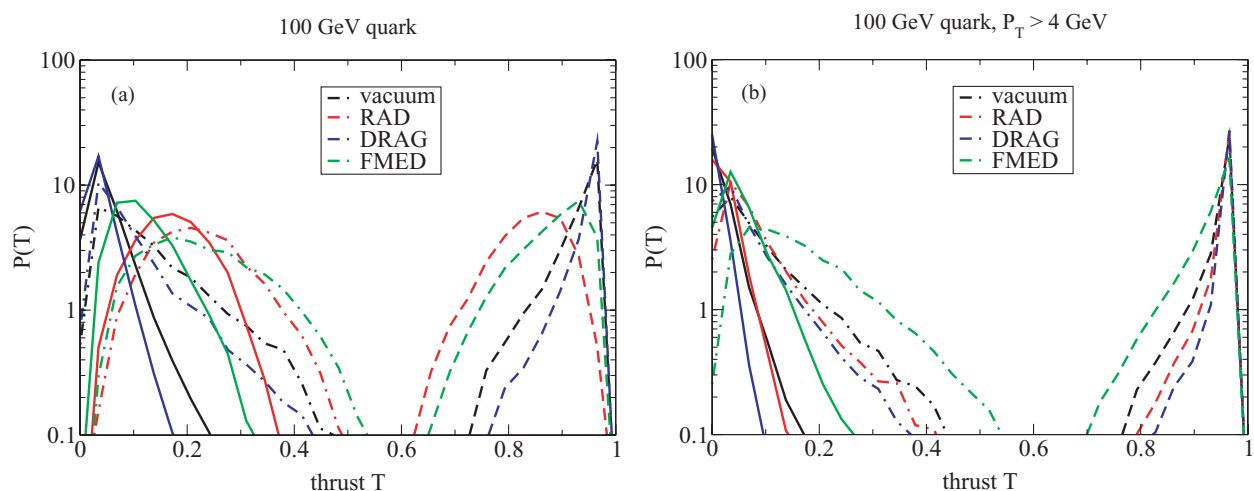 100 GeV quark
100
10
1
0.1
P(T)
(a)
vacuum
RAD
DRAG
FMED
0
0.2
0.4
0.6
0.8
1
thrust T
100 GeV quark, P_T > 4 GeV
100
10
1
0.1
P(T)
(b)
vacuum
RAD
DRAG
FMED
0
0.2
0.4
0.6
0.8
1
thrust T